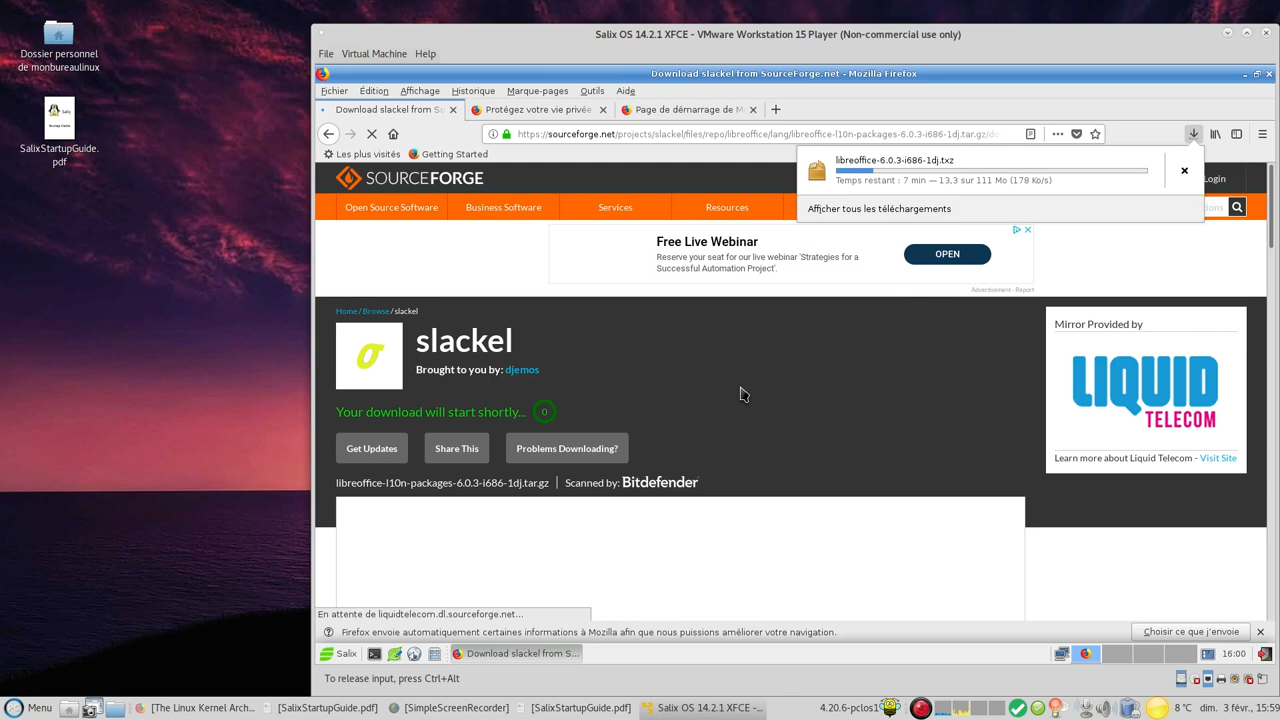 Dossier personnel
de monbureaulinux
SalixStartupGuide.
pdf
Salix OS 14.2.1 XFCE - VMware Workstation 15 Player (Non-commercial use only)
File Virtual Machine Help
Download slackel from SourceForge.net - Mozilla Firefox
Fichier Édition Affichage Historique Marque-pages Outils Aide
Download slackel from So Protégez votre vie privée Page de démarrage de M
https://sourceforge.net/projects/slackel/files/repo/libreoffice/lang/libreoffice-l10n-packages-6.0.3-i686-1dj.tar.gz/do
Les plus visités Getting Started
libreoffice-6.0.3-i686-1dj.txz
Temps restant : 7 min — 13,3 sur 111 Mo (178 Ko/s)
Afficher tous les téléchargements
SOURCEFORGE
Login
Open Source Software Business Software Services Resources
Free Live Webinar
Reserve your seat for our live webinar 'Strategies for a
Successful Automation Project'.
OPEN
Advertisement - Report
Home / Browse / slackel
slackel
Brought to you by: djemos
Your download will start shortly... 0
Get Updates Share This Problems Downloading?
libreoffice-l10n-packages-6.0.3-i686-1dj.tar.gz Scanned by: Bitdefender
Mirror Provided by
LIQUID
TELECOM
Learn more about Liquid Telecom - Visit Site
En attente de liquidtelecom.dl.sourceforge.net...
Firefox envoie automatiquement certaines informations à Mozilla afin que nous puissions améliorer votre navigation.
Choisir ce que j'envoie
Salix Download slackel from S... 16:00
To release input, press Ctrl+Alt
Menu [The Linux Kernel Arch... [SalixStartupGuide.pdf] [SimpleScreenRecorder] [SalixStartupGuide.pdf] Salix OS 14.2.1 XFCE -... 4.20.6-pclos1 8 °C dim. 3 févr., 15:59